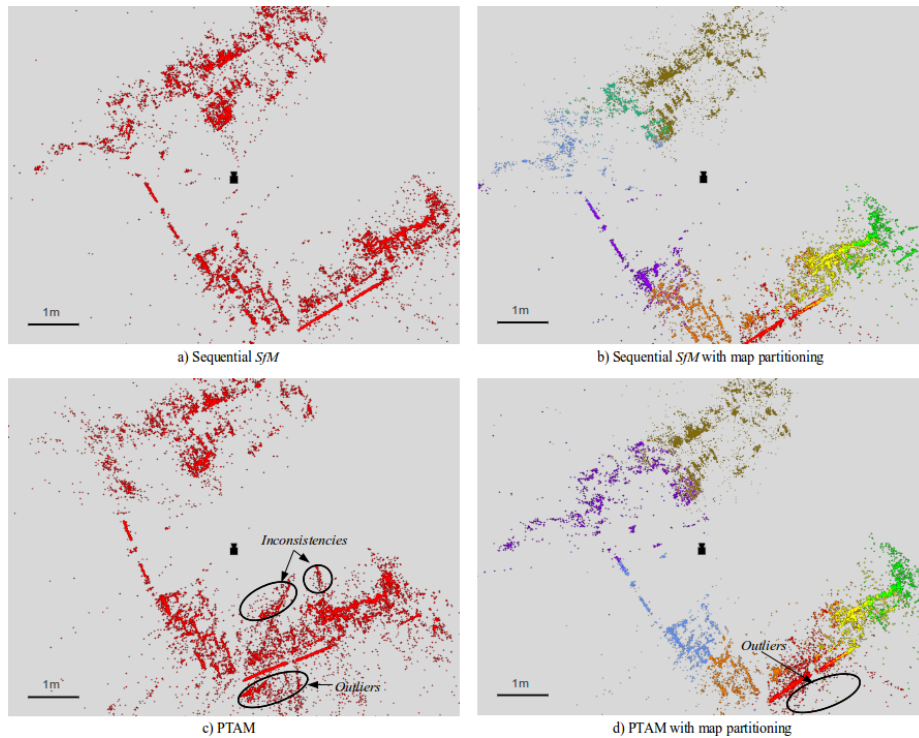 1m
a) Sequential SfM
1m
b) Sequential SfM with map partitioning
Inconsistencies
Outliers
1m
c) PTAM
Outliers
1m
d) PTAM with map partitioning